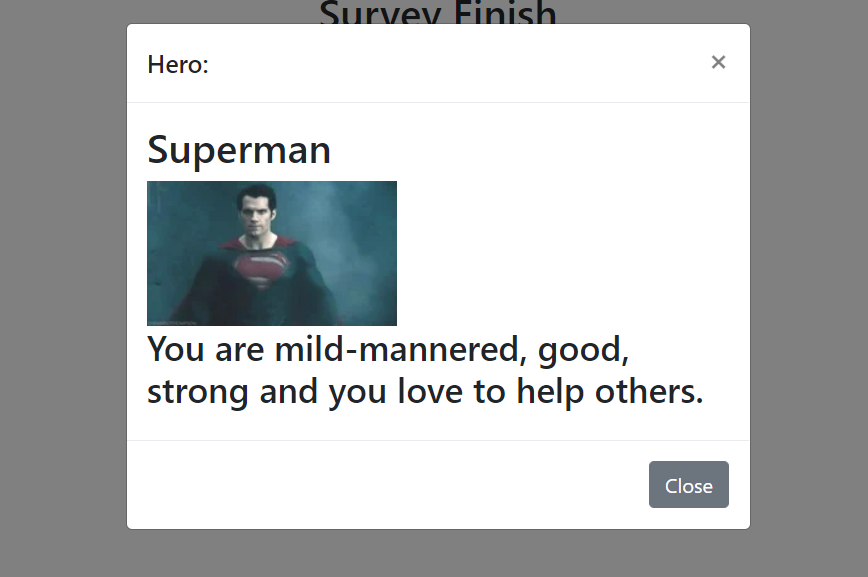 Survey Finish
Hero:
×
Superman
You are mild-mannered, good,
strong and you love to help others.
Close